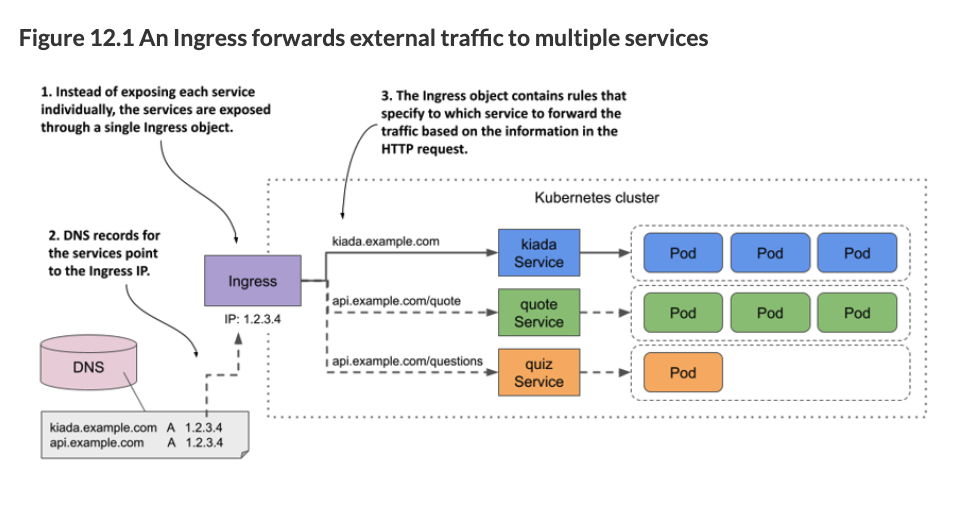 Figure 12.1 An Ingress forwards external traffic to multiple services
1. Instead of exposing each service
individually, the services are exposed
through a single Ingress object.
3. The Ingress object contains rules that
specify to which service to forward the
traffic based on the information in the
HTTP request.
Kubernetes cluster
2. DNS records for
the services point
to the Ingress IP.
Ingress
IP: 1.2.3.4
kiada.example.com
kiada
Service
Pod
Pod
Pod
api.example.com/quote
quote
Service
Pod
Pod
Pod
api.example.com/questions
quiz
Service
Pod
DNS
kiada.example.com A 1.2.3.4
api.example.com A 1.2.3.4